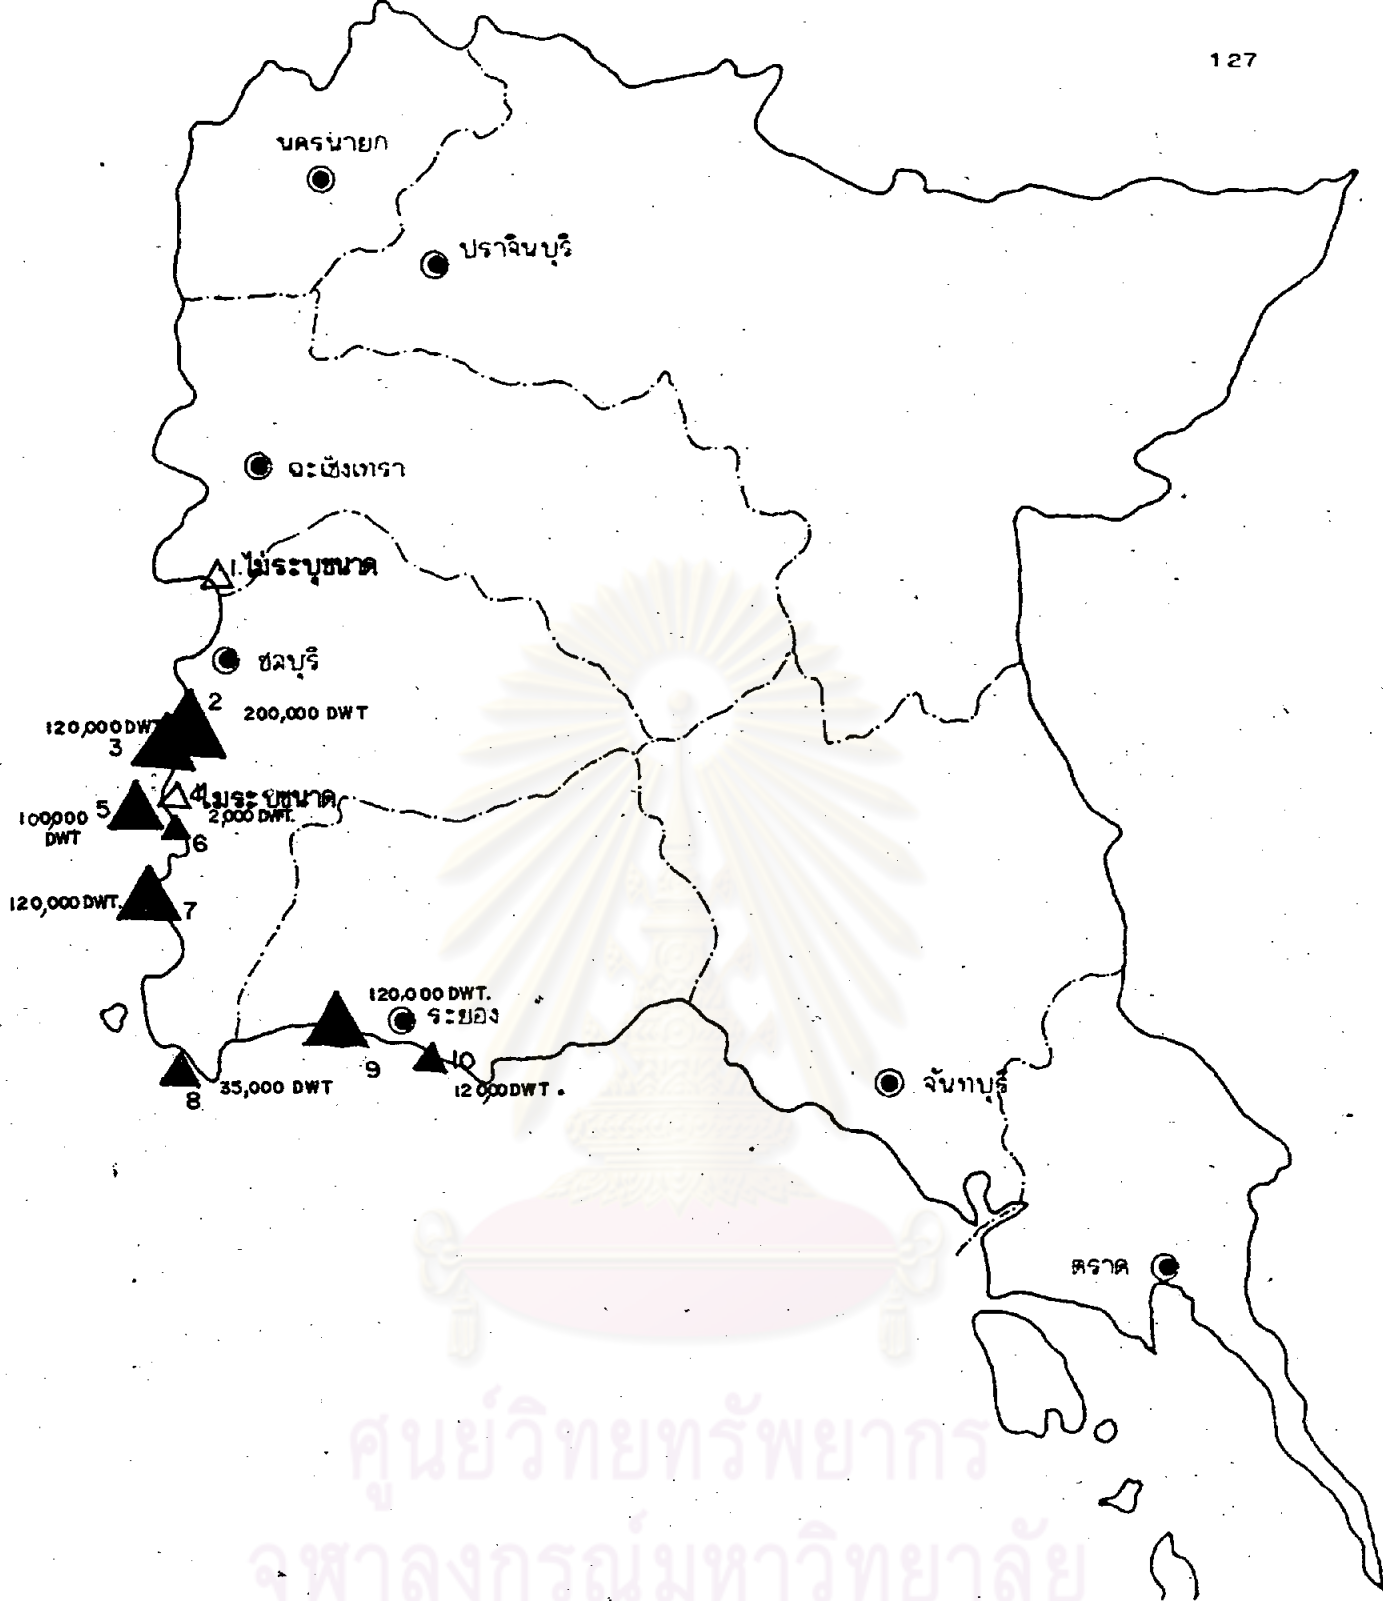 127
นครนายก
ปราจีนบุรี
ฉะเชิงเทรา
1. ไม่ระบุขนาด
ชลบุรี
2
200,000 DWT
120,000 DWT
3
4 ไม่ระบุขนาด
5
100,000
DWT
2,000 DWT.
6
120,000 DWT.
7
120,000 DWT.
ระยอง
9
10
12000 DWT.
35,000 DWT
8
จันทบุรี
ตราด
ศูนย์วิทยทรัพยากร
จุฬาลงกรณ์มหาวิทยาลัย